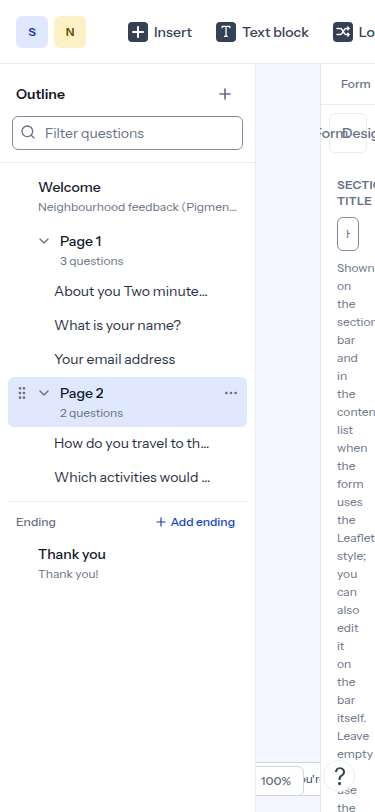 S N Insert Text block Lo
Outline
Filter questions
Welcome
Neighbourhood feedback (Pigmen...
Page 1
3 questions
About you Two minute...
What is your name?
Your email address
Page 2
2 questions
How do you travel to th...
Which activities would ...
Ending
Add ending
Thank you
Thank you!
100%
?
Form
SECTI
TITLE
Shown
on
the
section
bar
and
in
the
conten
list
when
the
form
uses
the
Leaflet
style;
you
can
also
edit
it
on
the
bar
itself.
Leave
empty
use
the